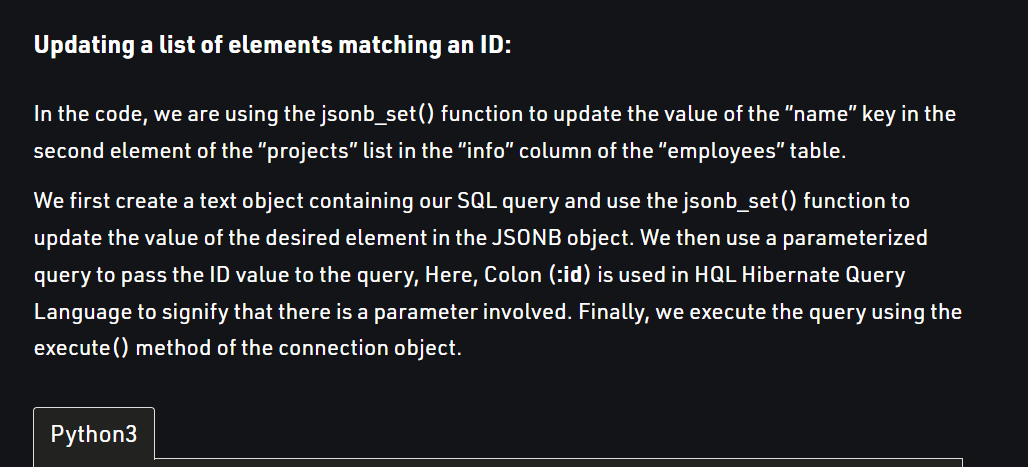 Updating a list of elements matching an ID:
In the code, we are using the jsonb_set() function to update the value of the “name” key in the
second element of the “projects” list in the “info” column of the “employees” table.
We first create a text object containing our SQL query and use the jsonb_set() function to
update the value of the desired element in the JSONB object. We then use a parameterized
query to pass the ID value to the query, Here, Colon (:id) is used in HQL Hibernate Query
Language to signify that there is a parameter involved. Finally, we execute the query using the
execute() method of the connection object.
Python3